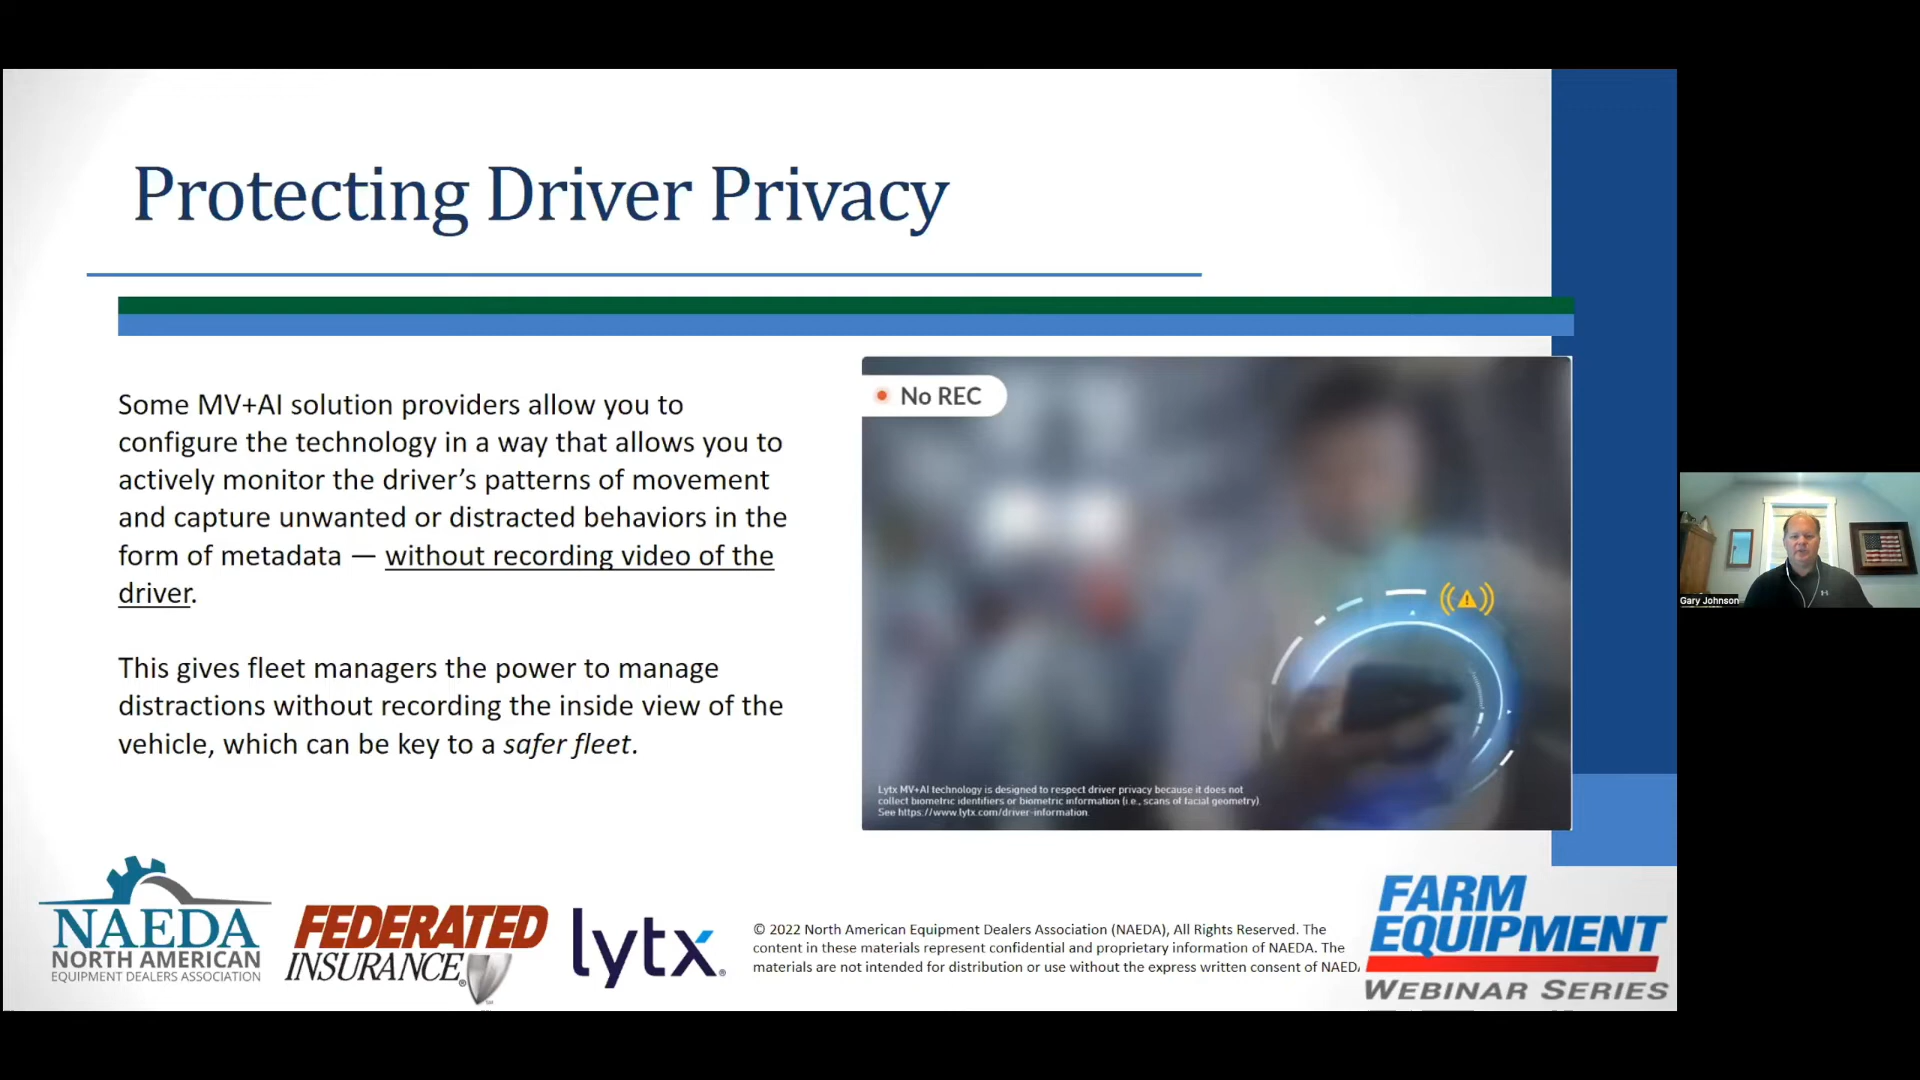 Protecting Driver Privacy
Some MV+AI solution providers allow you to
configure the technology in a way that allows you to
actively monitor the driver’s patterns of movement
and capture unwanted or distracted behaviors in the
form of metadata — without recording video of the
driver.
This gives fleet managers the power to manage
distractions without recording the inside view of the
vehicle, which can be key to a safer fleet.
No REC
Lytx MV+AI technology is designed to respect driver privacy because it does not
collect biometric identifiers or biometric information (i.e., scans of facial geometry).
See https://www.lytx.com/driver-information.
Gary Johnson
NAEDA
NORTH AMERICAN
EQUIPMENT DEALERS ASSOCIATION
FEDERATED
INSURANCE®
SM
lytx®
© 2022 North American Equipment Dealers Association (NAEDA), All Rights Reserved. The
content in these materials represent confidential and proprietary information of NAEDA. The
materials are not intended for distribution or use without the express written consent of NAEDA
FARM
EQUIPMENT
WEBINAR SERIES